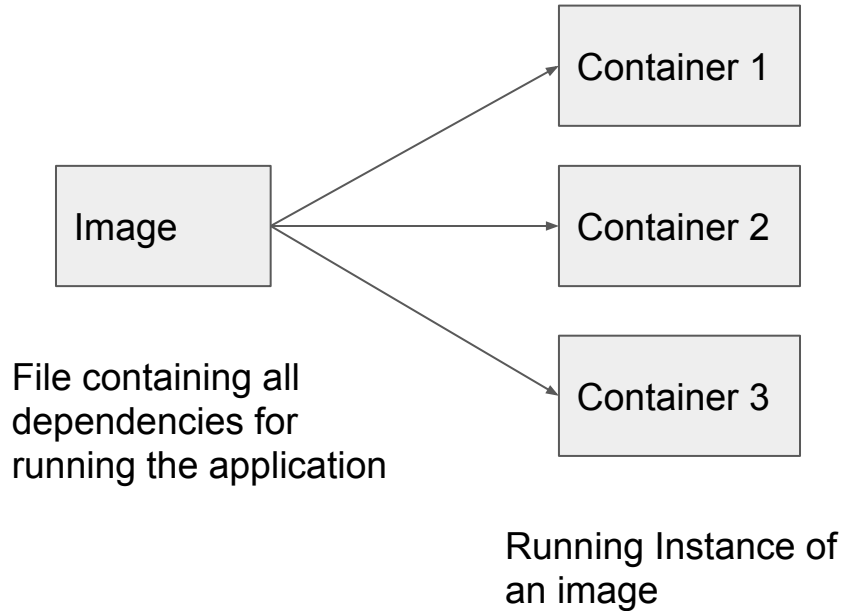 Container 1
Image
Container 2
Container 3
File containing all
dependencies for
running the application
Running Instance of
an image